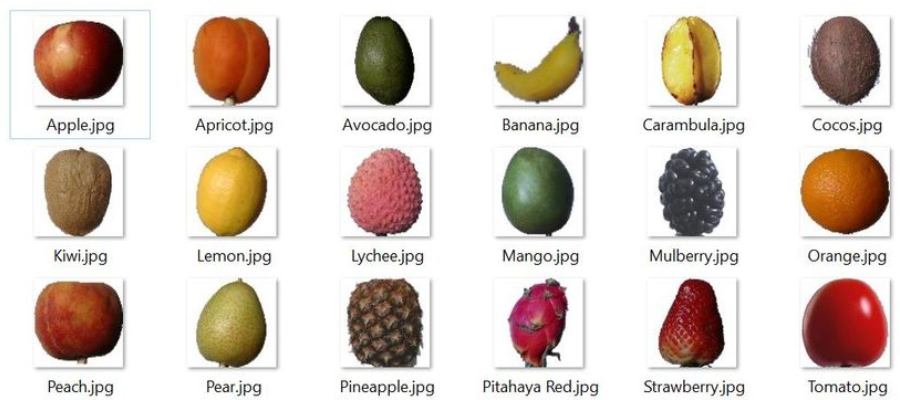 Apple.jpg
Apricot.jpg
Avocado.jpg
Banana.jpg
Carambula.jpg
Cocos.jpg
Kiwi.jpg
Lemon.jpg
Lychee.jpg
Mango.jpg
Mulberry.jpg
Orange.jpg
Peach.jpg
Pear.jpg
Pineapple.jpg
Pitahaya Red.jpg
Strawberry.jpg
Tomato.jpg